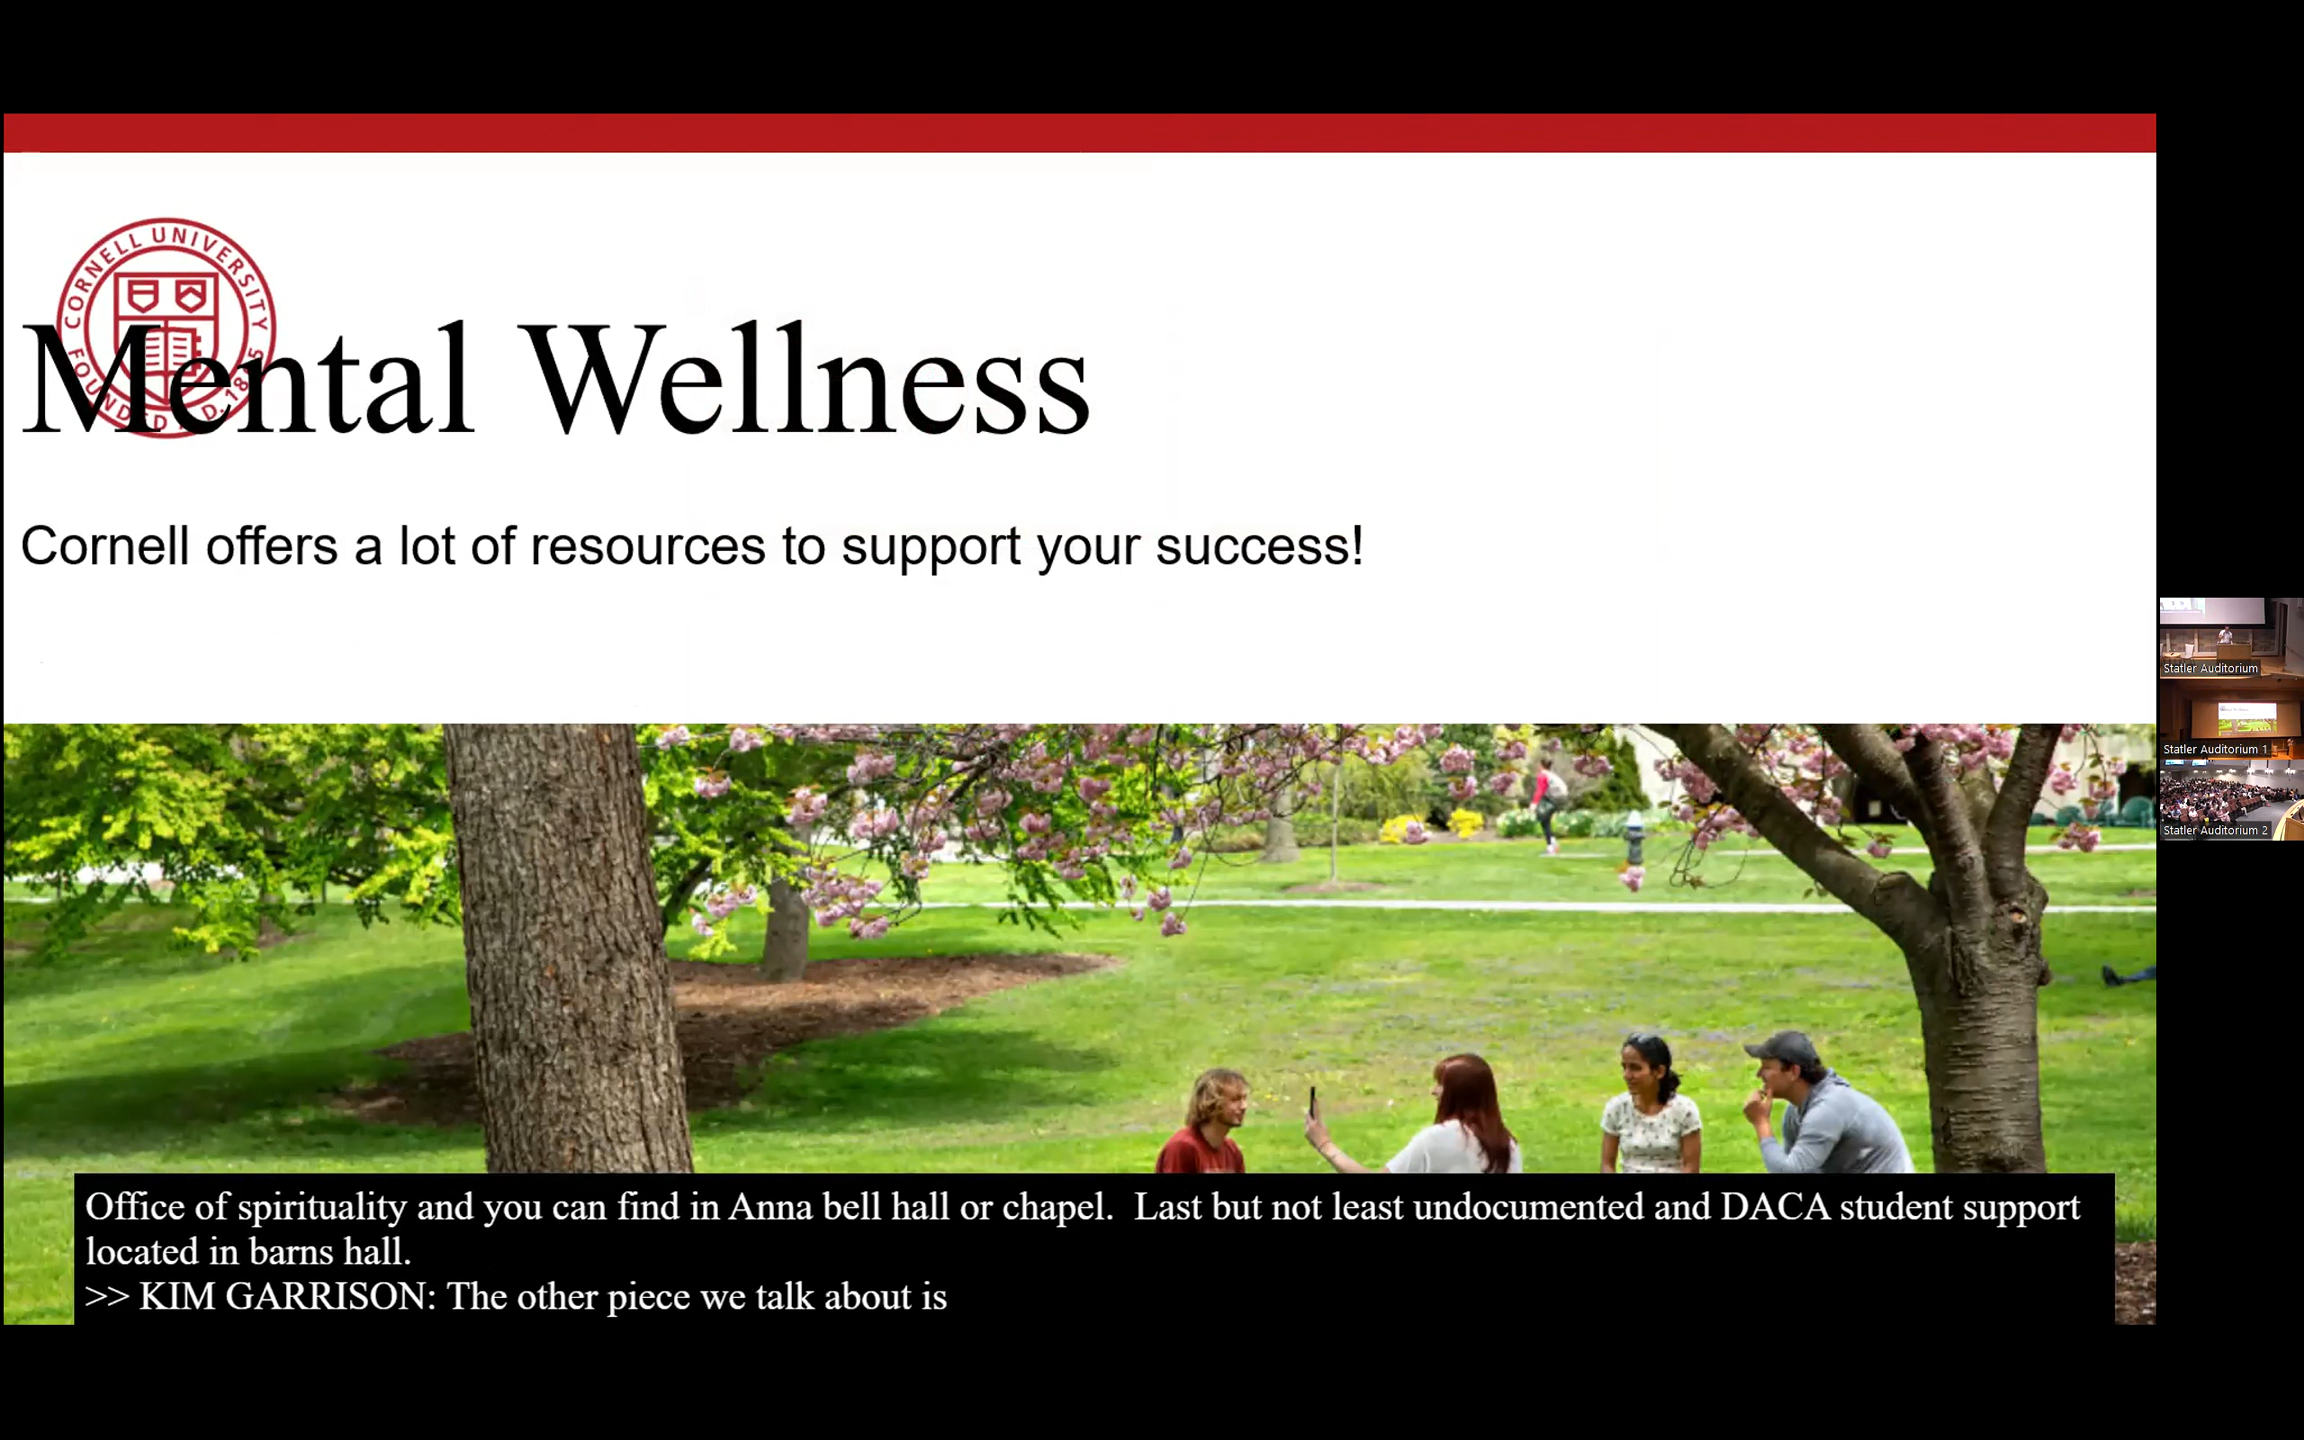 CORNELL UNIVERSITY
FOUNDED A.D. 1865
Mental Wellness
Cornell offers a lot of resources to support your success!
Statler Auditorium
Statler Auditorium 1
Statler Auditorium 2
Office of spirituality and you can find in Anna bell hall or chapel.  Last but not least undocumented and DACA student support
located in barns hall.
>> KIM GARRISON: The other piece we talk about is